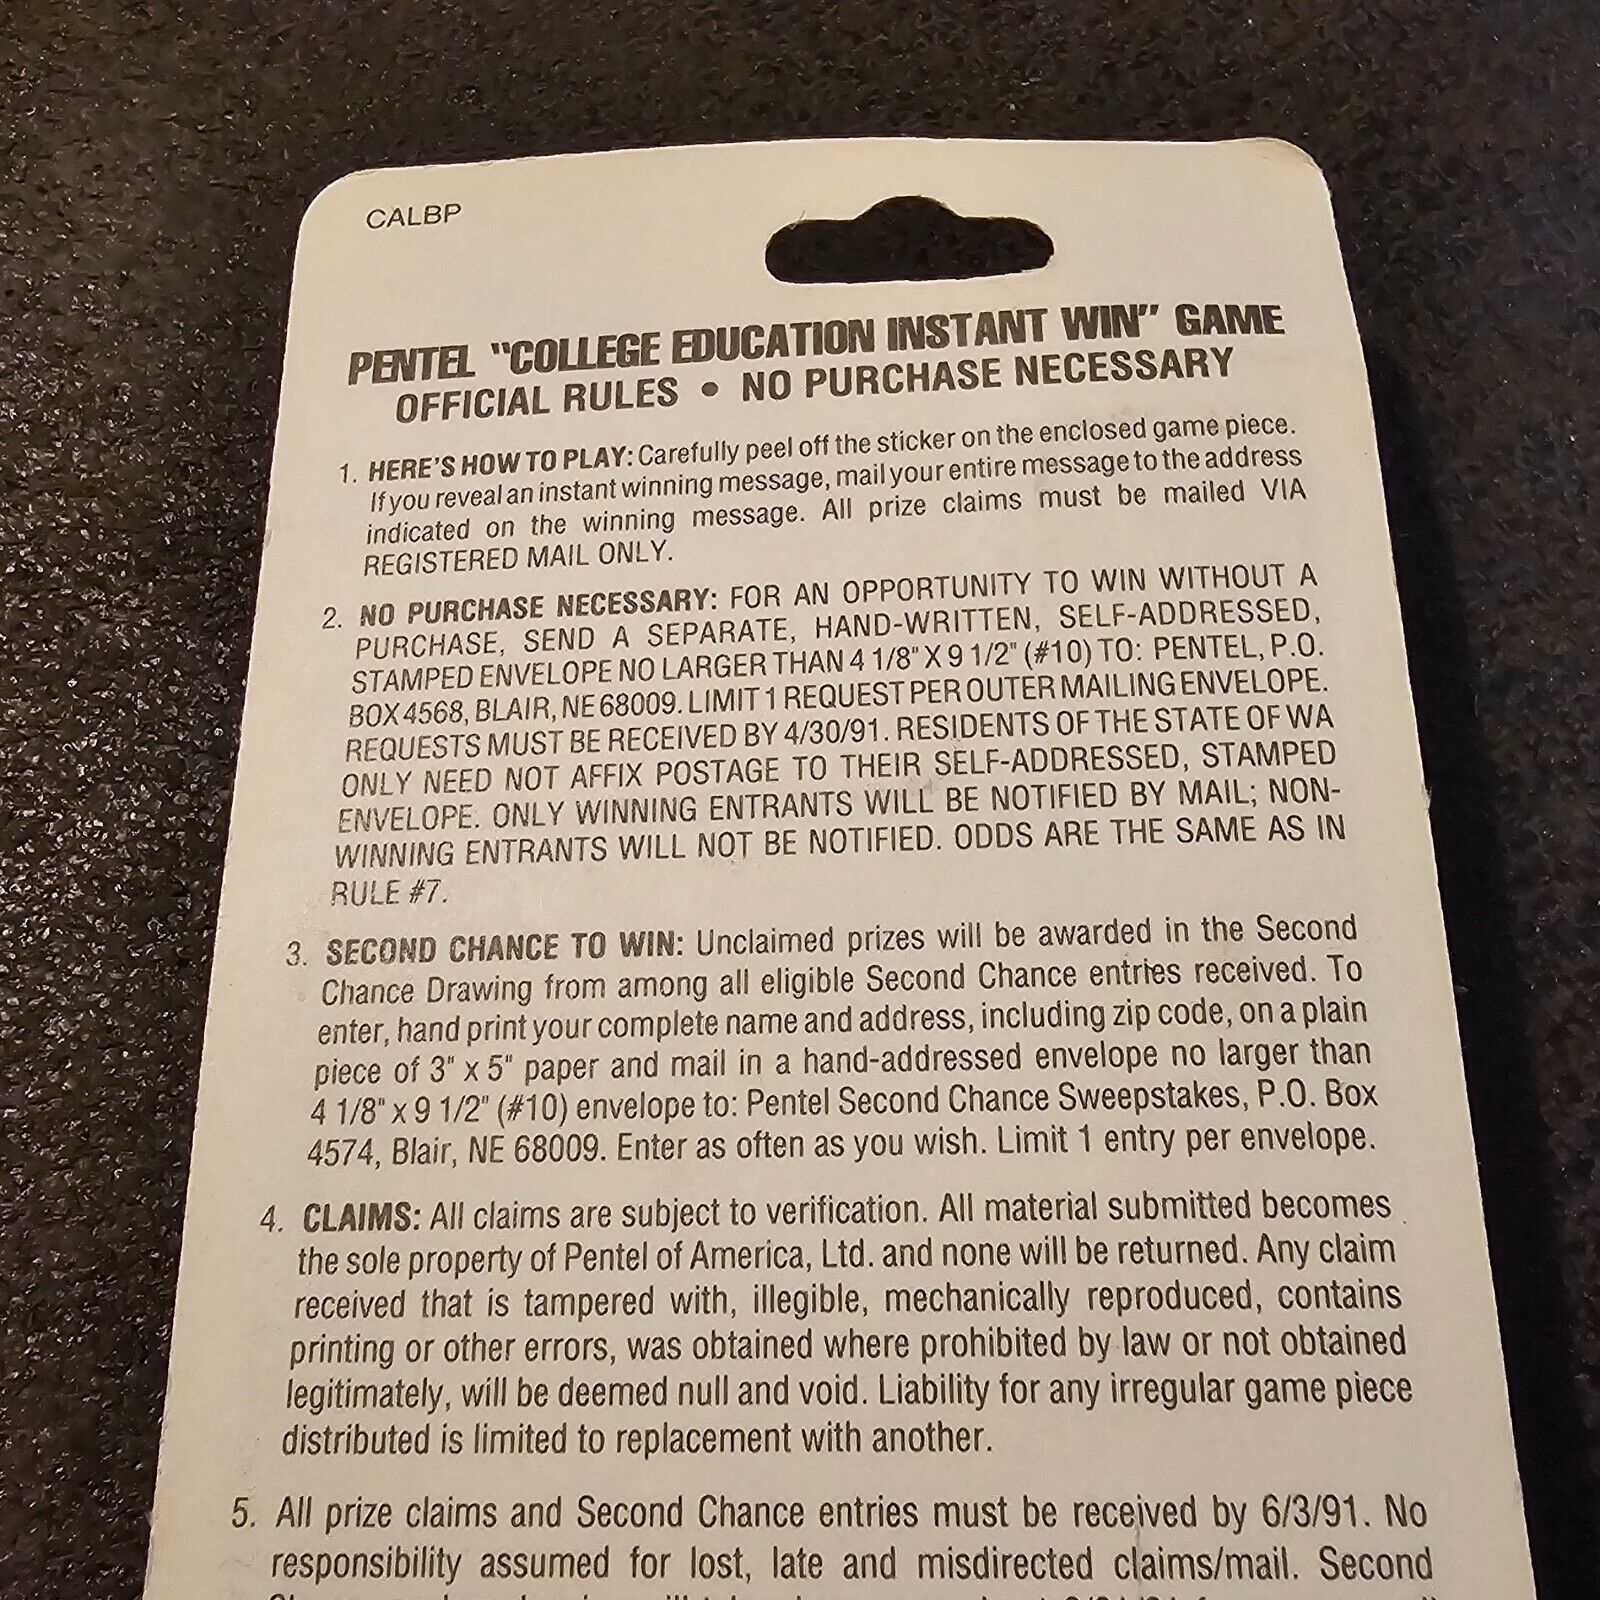 CALBP
PENTEL "COLLEGE EDUCATION INSTANT WIN" GAME
OFFICIAL RULES • NO PURCHASE NECESSARY
1. HERE'S HOW TO PLAY: Carefully peel off the sticker on the enclosed game piece.
If you reveal an instant winning message, mail your entire message to the address
indicated on the winning message. All prize claims must be mailed VIA
REGISTERED MAIL ONLY.
2. NO PURCHASE NECESSARY: FOR AN OPPORTUNITY TO WIN WITHOUT A
PURCHASE, SEND A SEPARATE, HAND-WRITTEN, SELF-ADDRESSED,
STAMPED ENVELOPE NO LARGER THAN 4 1/8" X 9 1/2" (#10) TO: PENTEL, P.O.
BOX 4568, BLAIR, NE 68009. LIMIT 1 REQUEST PER OUTER MAILING ENVELOPE.
REQUESTS MUST BE RECEIVED BY 4/30/91. RESIDENTS OF THE STATE OF WA
ONLY NEED NOT AFFIX POSTAGE TO THEIR SELF-ADDRESSED, STAMPED
ENVELOPE. ONLY WINNING ENTRANTS WILL BE NOTIFIED BY MAIL; NON-
WINNING ENTRANTS WILL NOT BE NOTIFIED. ODDS ARE THE SAME AS IN
RULE #7.
3. SECOND CHANCE TO WIN: Unclaimed prizes will be awarded in the Second
Chance Drawing from among all eligible Second Chance entries received. To
enter, hand print your complete name and address, including zip code, on a plain
piece of 3" x 5" paper and mail in a hand-addressed envelope no larger than
4 1/8" x 9 1/2" (#10) envelope to: Pentel Second Chance Sweepstakes, P.O. Box
4574, Blair, NE 68009. Enter as often as you wish. Limit 1 entry per envelope.
4. CLAIMS: All claims are subject to verification. All material submitted becomes
the sole property of Pentel of America, Ltd. and none will be returned. Any claim
received that is tampered with, illegible, mechanically reproduced, contains
printing or other errors, was obtained where prohibited by law or not obtained
legitimately, will be deemed null and void. Liability for any irregular game piece
distributed is limited to replacement with another.
5. All prize claims and Second Chance entries must be received by 6/3/91. No
responsibility assumed for lost, late and misdirected claims/mail. Second